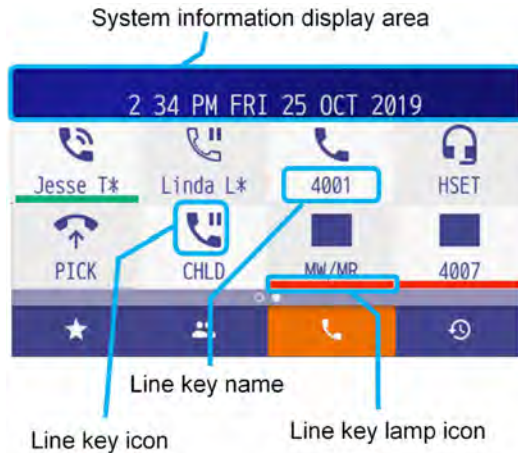 System information display area
2 34 PM FRI 25 OCT 2019
Jesse T* Linda L* 4001 HSET
PICK CHLD MW/MR 4007
Line key name
Line key icon
Line key lamp icon